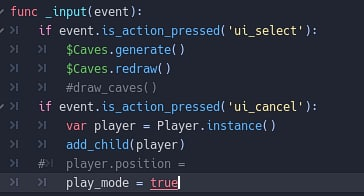 func _input(event):
if event.is_action_pressed('ui_select'):
$Caves.generate()
$Caves.redraw()
#draw_caves()
if event.is_action_pressed('ui_cancel'):
var player = Player.instance()
add_child(player)
# player.position =
play_mode = true